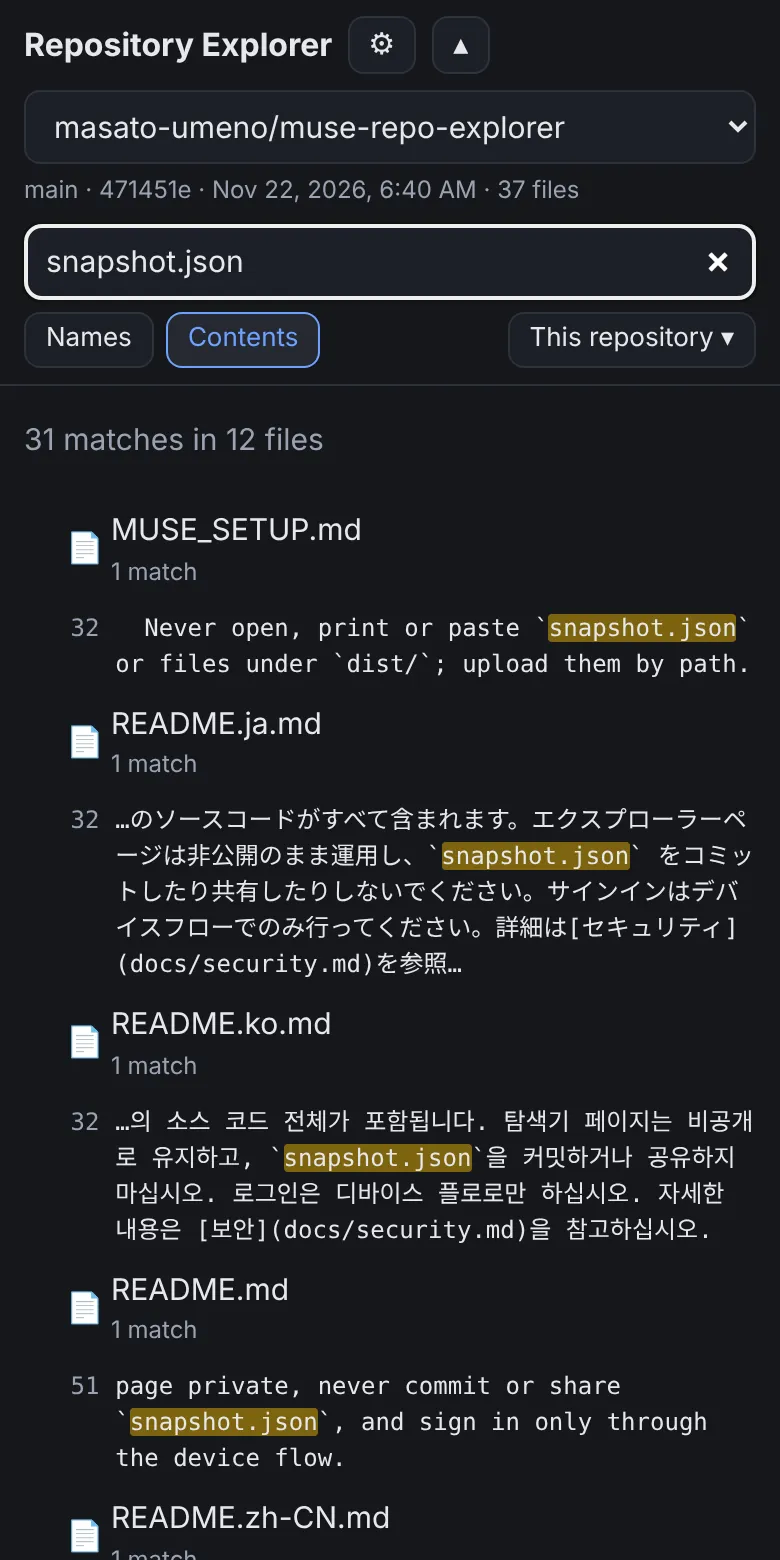 Repository Explorer ⚙ ▲
masato-umeno/muse-repo-explorer
main · 471451e · Nov 22, 2026, 6:40 AM · 37 files
snapshot.json ×
Names Contents This repository ▾
31 matches in 12 files
MUSE_SETUP.md
1 match
32 Never open, print or paste `snapshot.json`
or files under `dist/`; upload them by path.
README.ja.md
1 match
32 …のソースコードがすべて含まれます。エクスプローラーペ
ージは非公開のまま運用し、`snapshot.json` をコミッ
トしたり共有したりしないでください。サインインはデバ
イスフローでのみ行ってください。詳細は[セキュリティ]
(docs/security.md)を参照…
README.ko.md
1 match
32 …의 소스 코드 전체가 포함됩니다. 탐색기 페이지는 비공개
로 유지하고, `snapshot.json`을 커밋하거나 공유하지
마십시오. 로그인은 디바이스 플로로만 하십시오. 자세한
내용은 [보안](docs/security.md)을 참고하십시오.
README.md
1 match
51 page private, never commit or share
`snapshot.json`, and sign in only through
the device flow.
README.zh-CN.md
1 match